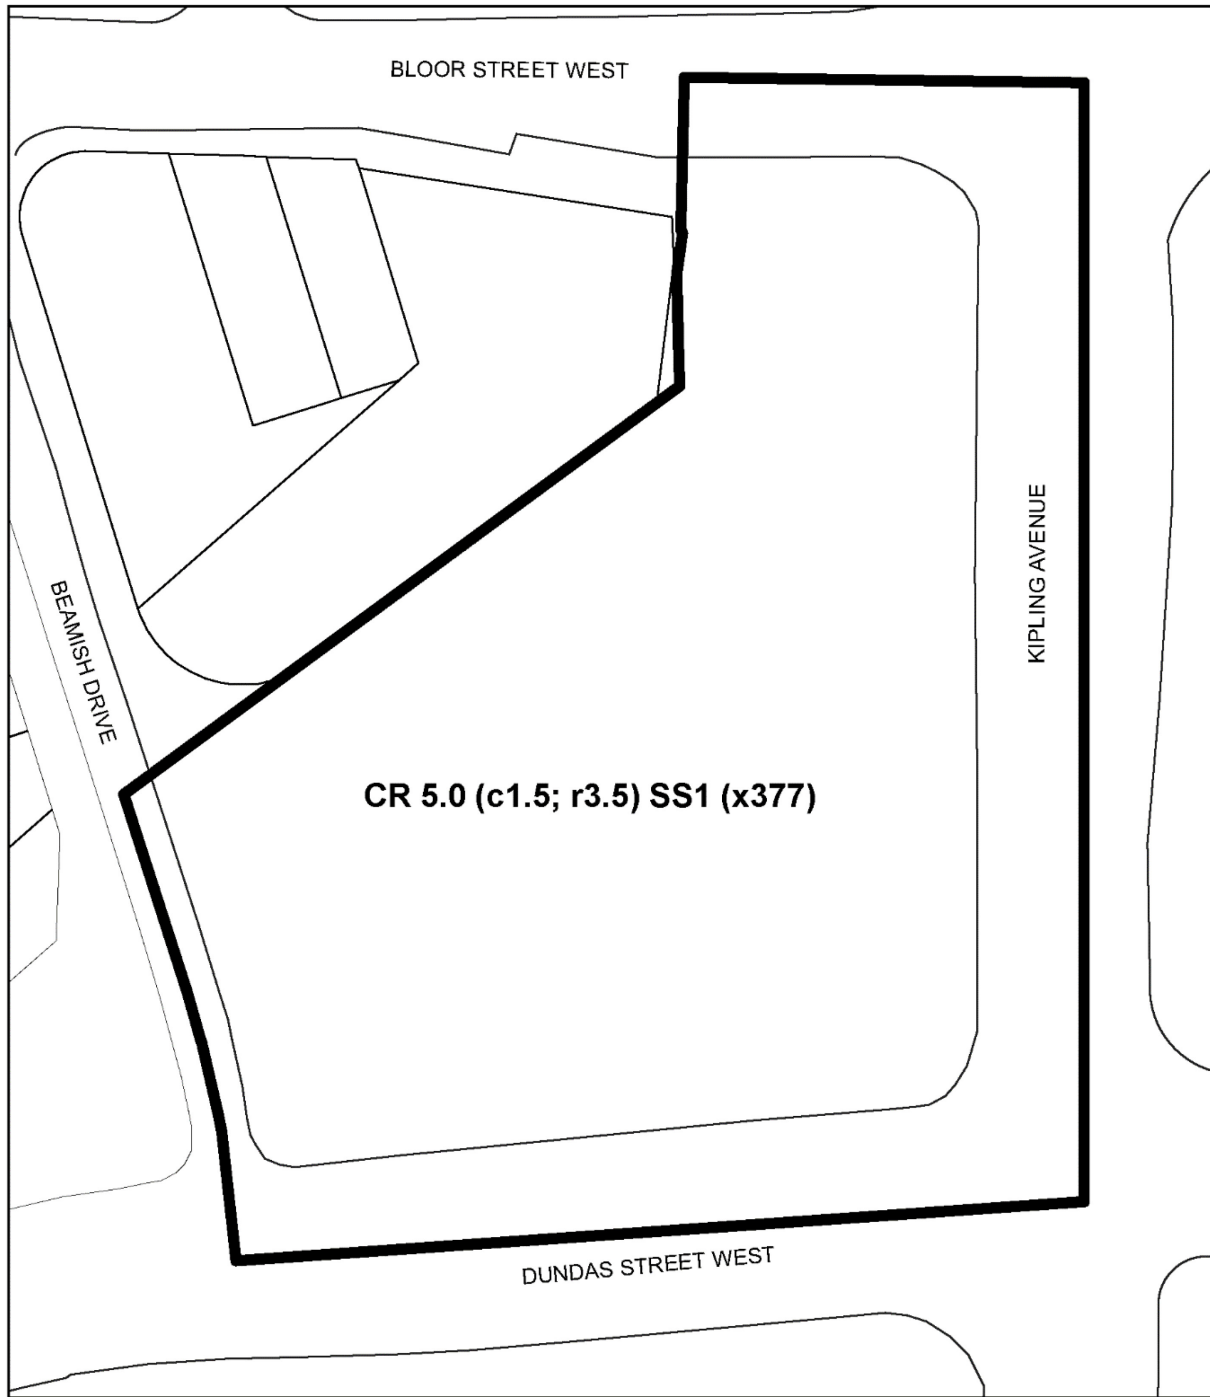 BLOOR STREET WEST
KIPLING AVENUE
BEAMISH DRIVE
CR 5.0 (c1.5; r3.5) SS1 (x377)
DUNDAS STREET WEST